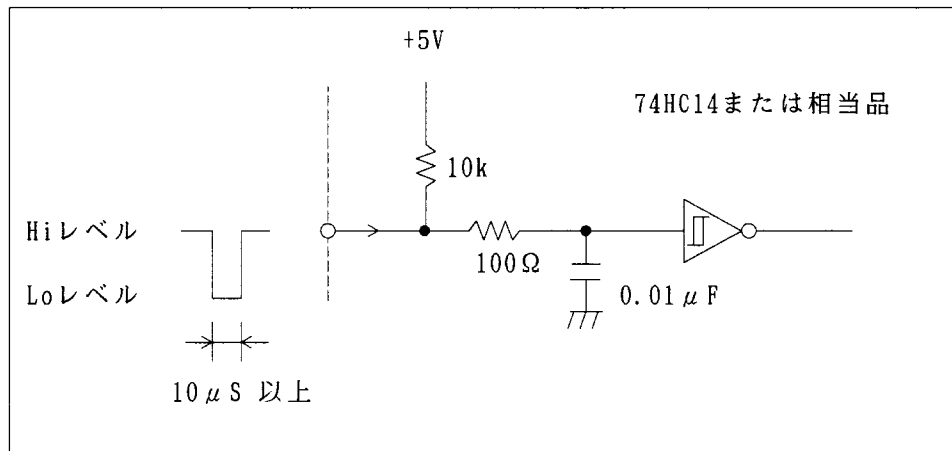 +5V
74HC14または相当品
10k
Hiレベル
100Ω
Loレベル
0.01μF
10μS 以上